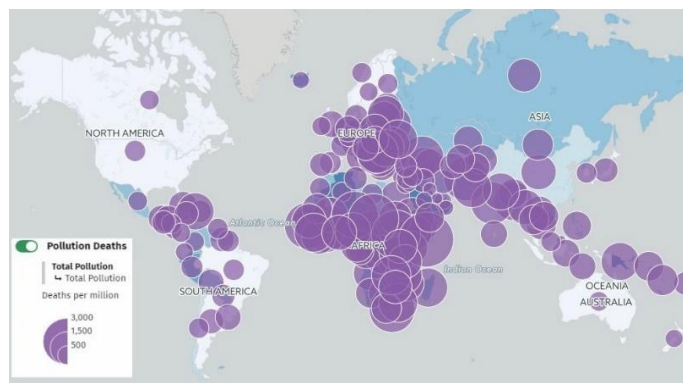 ASIA
NORTH AMERICA
EUROPE
Atlantic Ocean
AFRICA
Indian Ocean
SOUTH AMERICA
OCEANIA
AUSTRALIA
Pollution Deaths
Total Pollution
↳ Total Pollution
Deaths per million
3,000
1,500
500